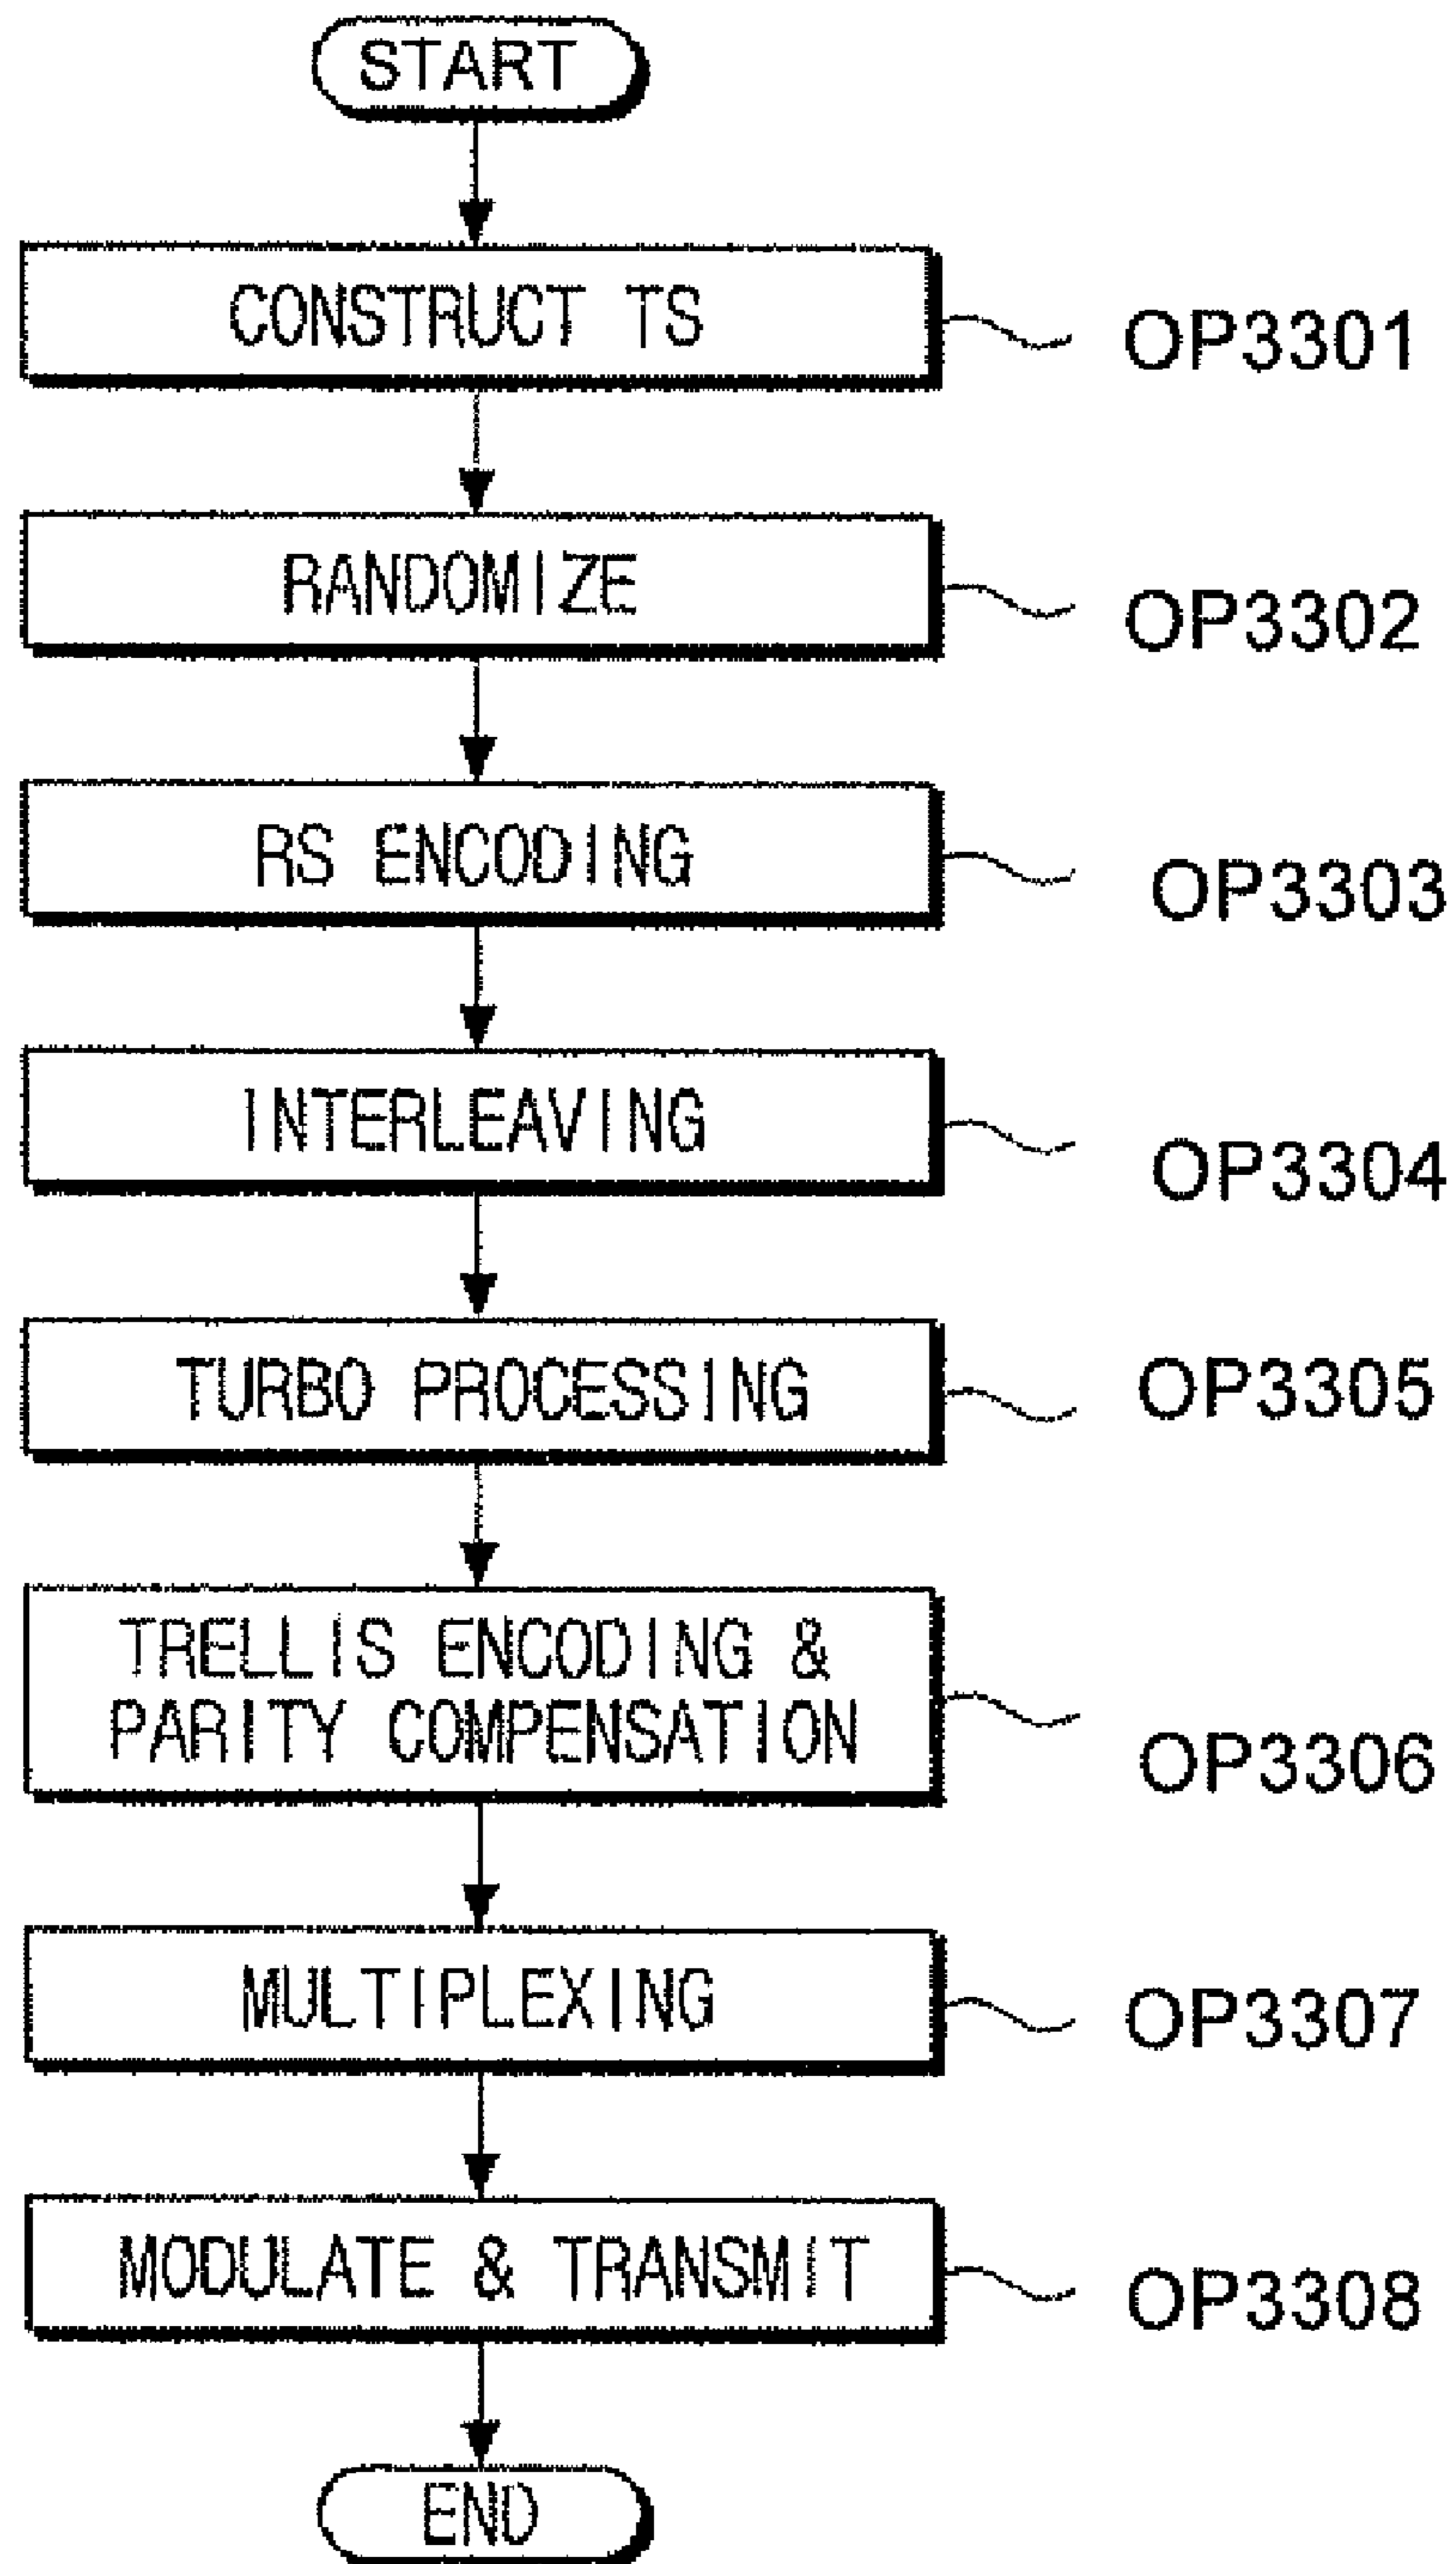 START
CONSTRUCT TS
OP3301
RANDOMIZE
OP3302
RS ENCODING
OP3303
INTERLEAVING
OP3304
TURBO PROCESSING
OP3305
TRELLIS ENCODING &
PARITY COMPENSATION
OP3306
MULTIPLEXING
OP3307
MODULATE & TRANSMIT
OP3308
END